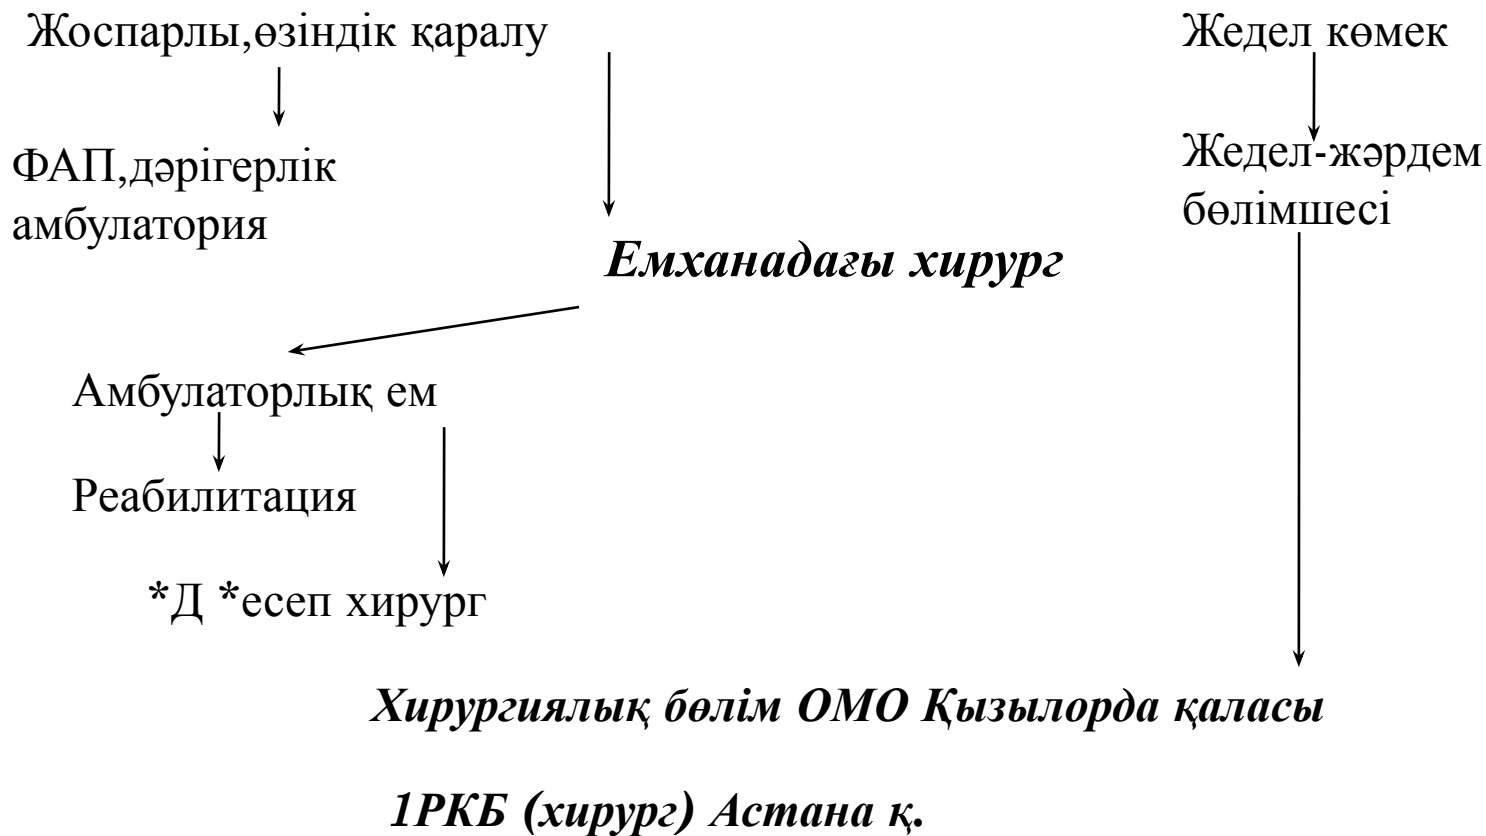 Жоспарлы,өзіндік қаралу
Жедел көмек
ФАП,дәрігерлік
амбулатория
Жедел-жәрдем
бөлімшесі
Емханадағы хирург
Амбулаторлық ем
Реабилитация
*Д *есеп хирург
Хирургиялық бөлім ОМО Қызылорда қаласы
1РКБ (хирург) Астана қ.